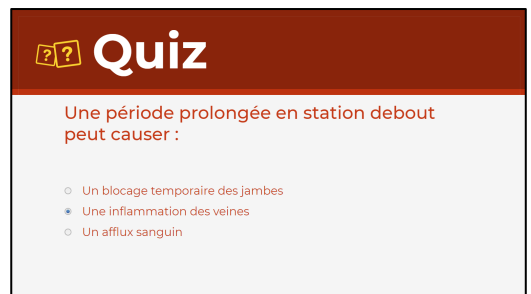 ? ? Quiz
Une période prolongée en station debout
peut causer :
Un blocage temporaire des jambes
Une inflammation des veines
Un afflux sanguin